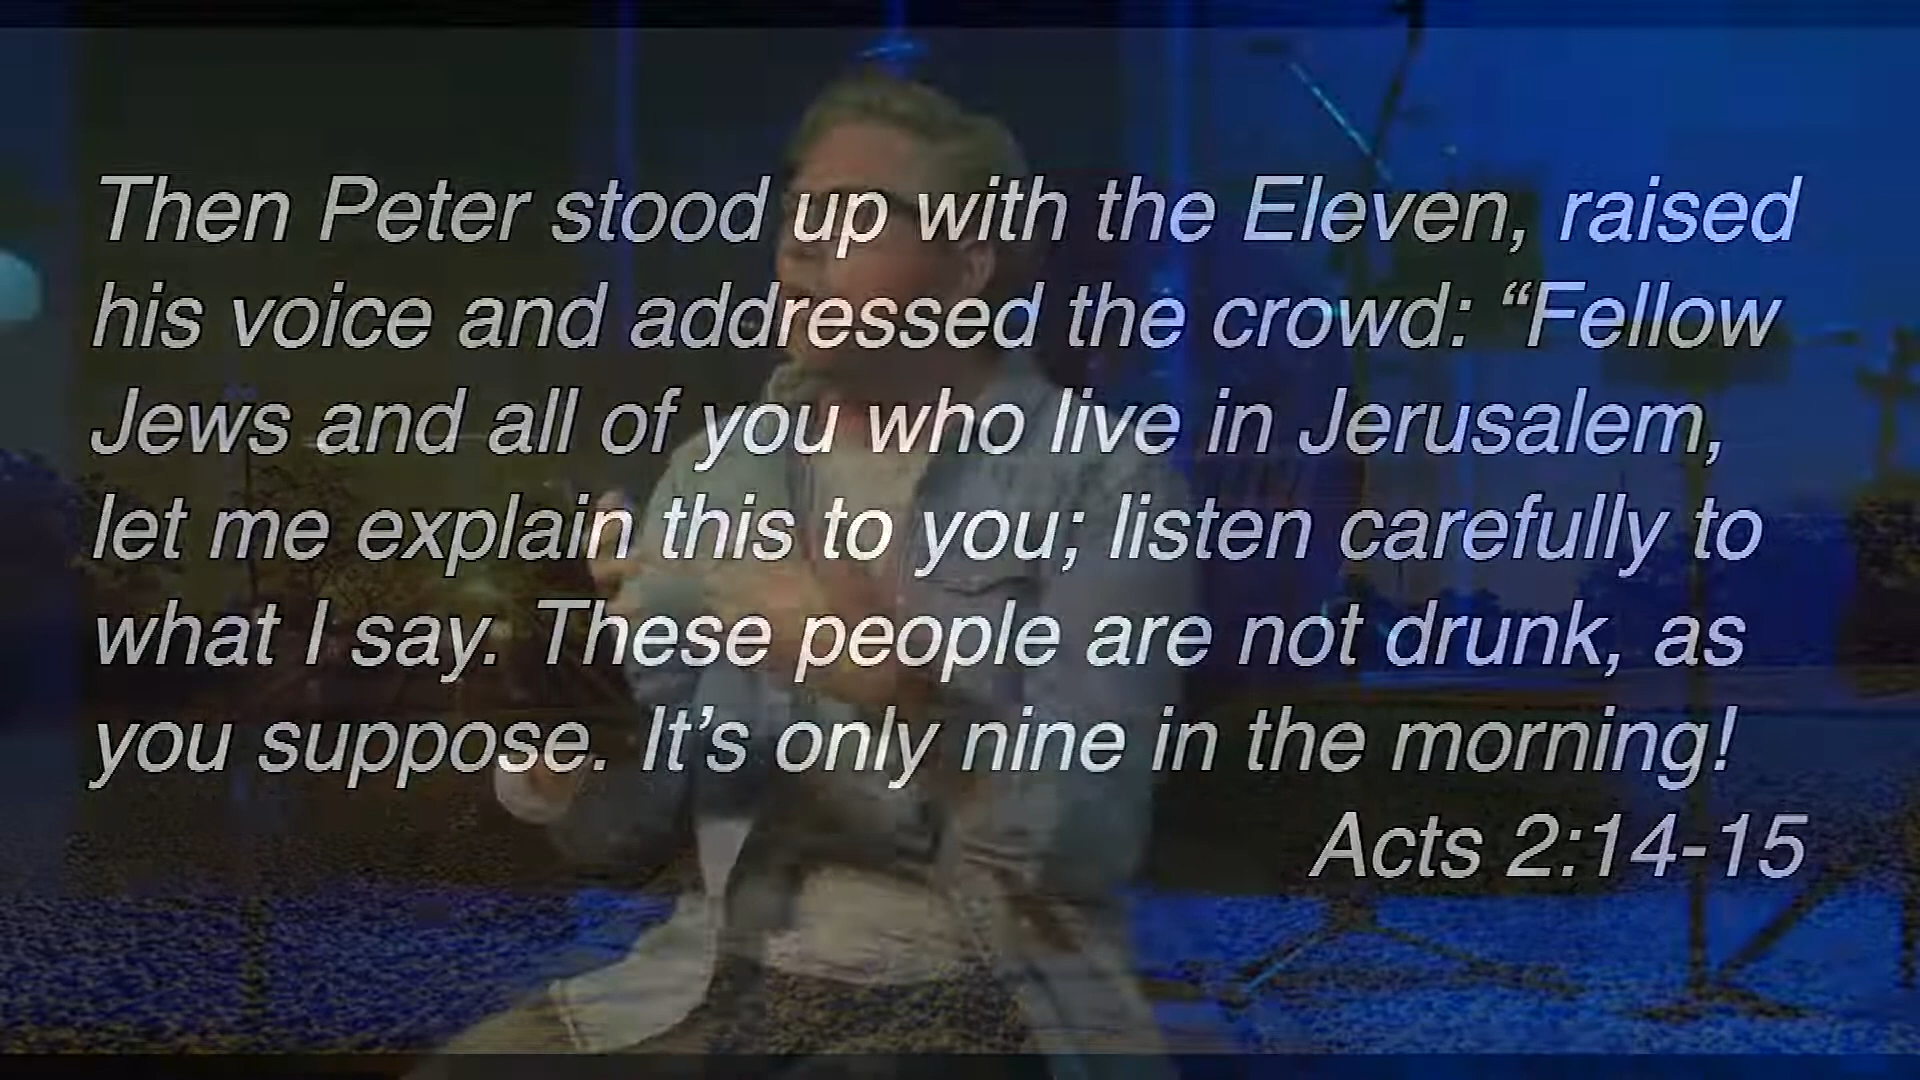 Then Peter stood up with the Eleven, raised
his voice and addressed the crowd: “Fellow
Jews and all of you who live in Jerusalem,
let me explain this to you; listen carefully to
what I say. These people are not drunk, as
you suppose. It’s only nine in the morning!
Acts 2:14-15